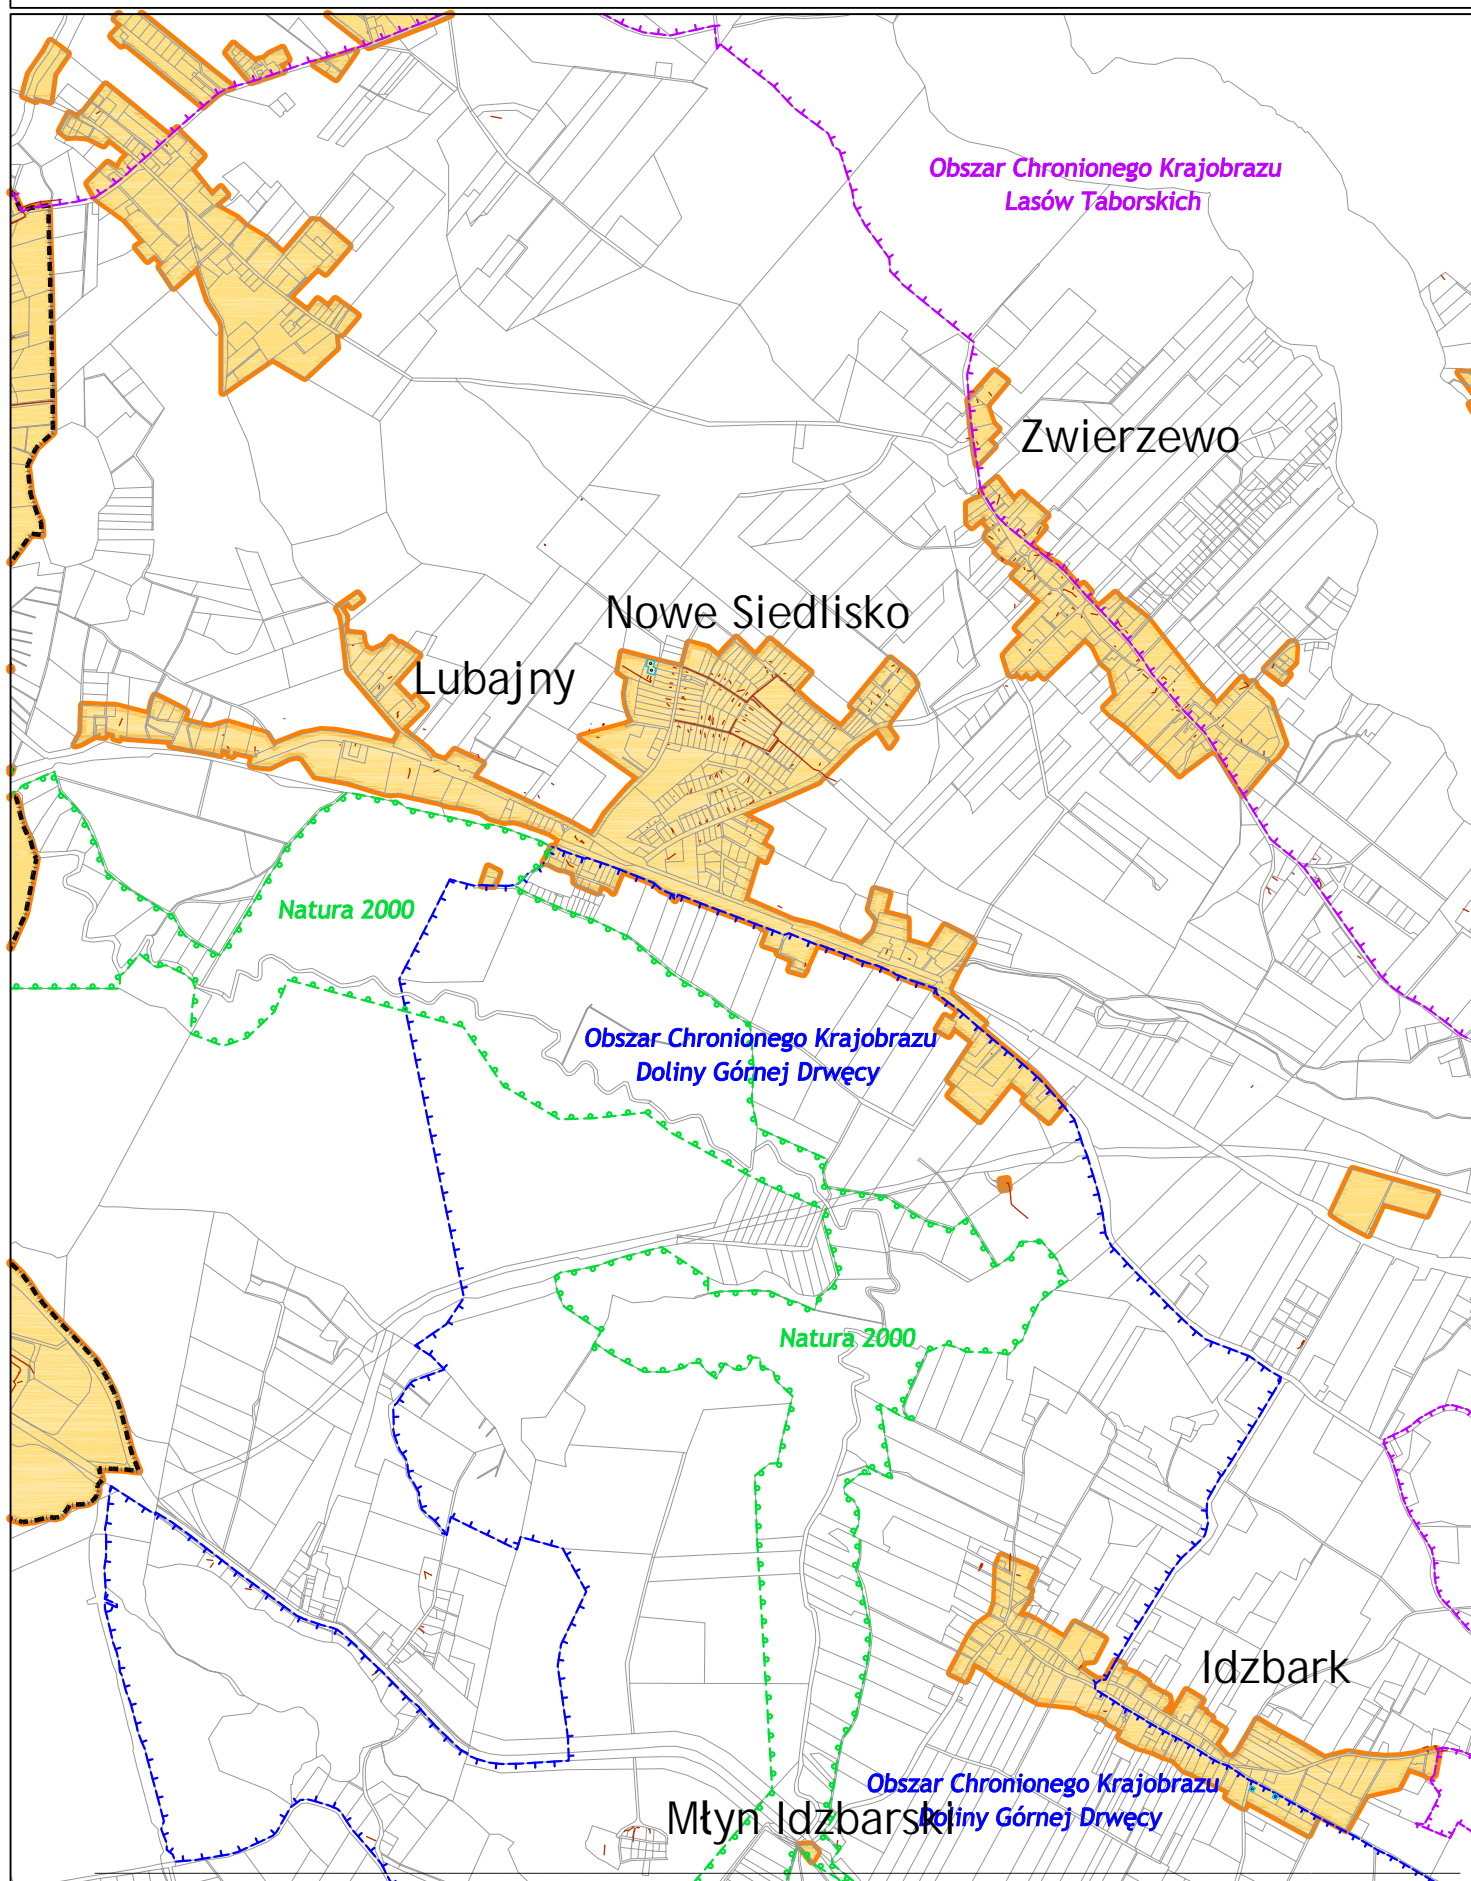 Obszar Chronionego Krajobrazu
Lasów Taborskich
Zwierzewo
Nowe Siedlisko
Lubajny
Natura 2000
Obszar Chronionego Krajobrazu
Doliny Górnej Drwęcy
Natura 2000
Idzbark
Obszar Chronionego Krajobrazu
Doliny Górnej Drwęcy
Młyn Idzbarski